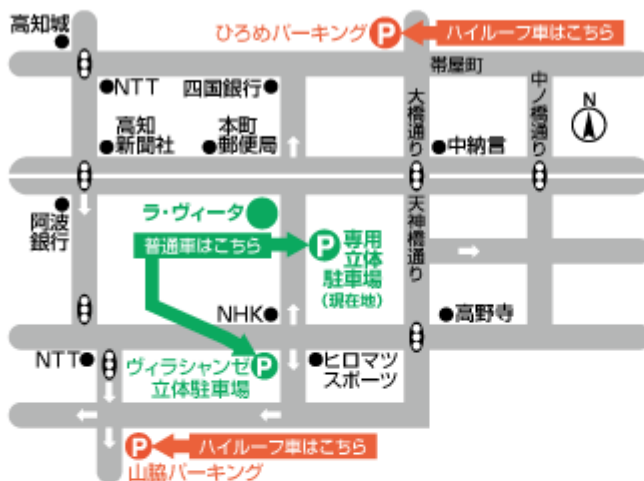 高知城
ひろめパーキング
P
ハイルーフ車はこちら
帯屋町
NTT
四国銀行
大橋通り
中ノ橋通り
N
高知
新聞社
本町
郵便局
中納言
阿波
銀行
ラ・ヴィータ
普通車はこちら
P
専用
立体
駐車場
(現在地)
天神橋通り
NHK
高野寺
NTT
ヴィラシャンゼ
立体駐車場
P
ヒロマツ
スポーツ
P
ハイルーフ車はこちら
山脇パーキング